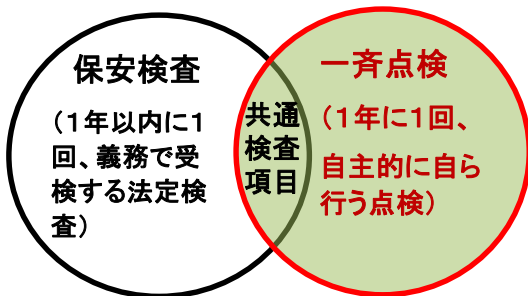 保安検査
（１年以内に１
回、義務で受
検する法定検
査）
共通
検査
項目
一斉点検
（１年に１回、
自主的に自ら
行う点検）